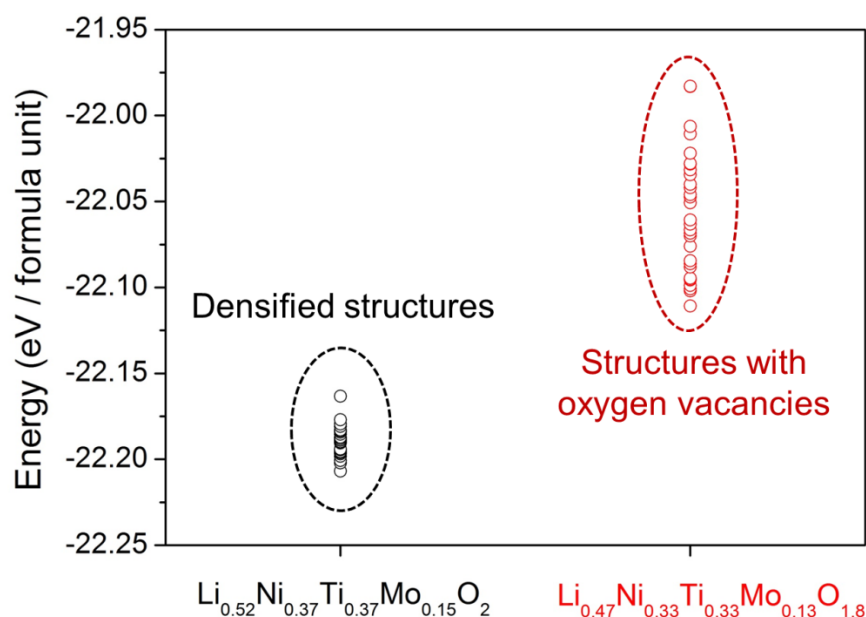 -21.95
-22.00
-22.05
-22.10
-22.15
-22.20
-22.25
Energy (eV / formula unit)
Densified structures
Structures with
oxygen vacancies
Li₀.₅₂Ni₀.₃₇Ti₀.₃₇Mo₀.₁₅O₂
Li₀.₄₇Ni₀.₃₃Ti₀.₃₃Mo₀.₁₃O₁.₈